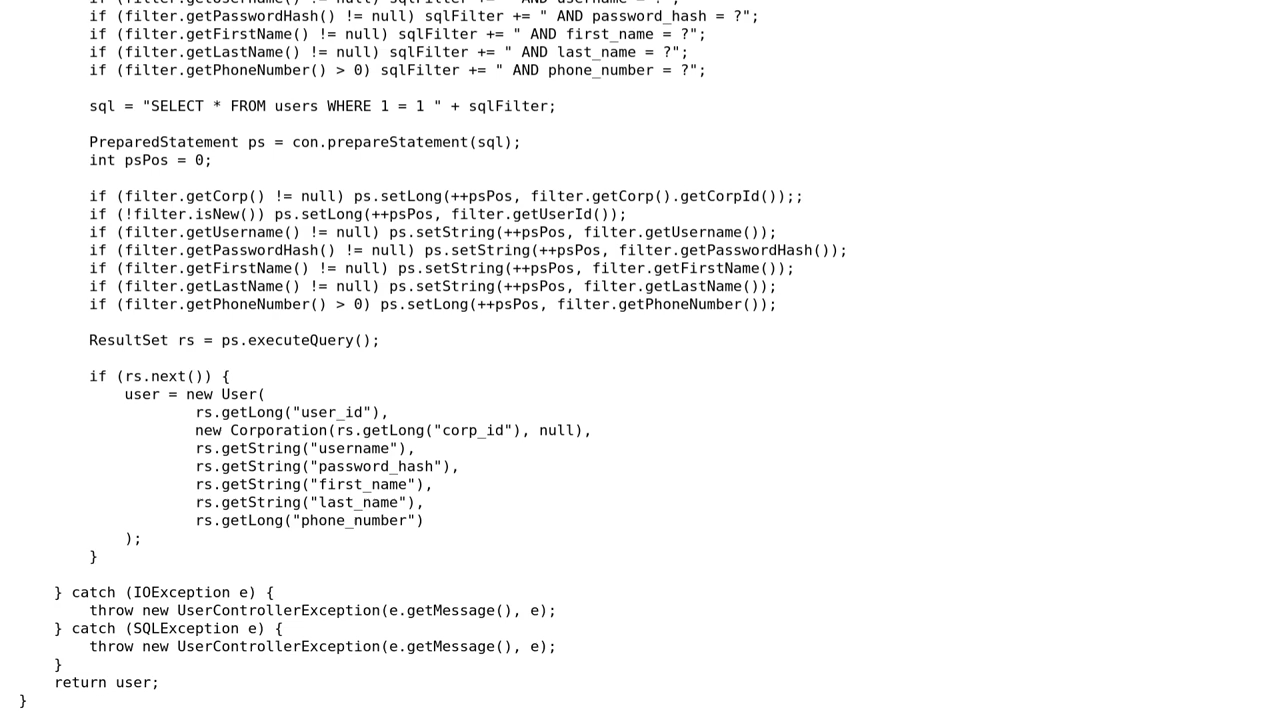 if (filter.getUsername() != null) sqlFilter += " AND username = ?";
if (filter.getPasswordHash() != null) sqlFilter += " AND password_hash = ?";
if (filter.getFirstName() != null) sqlFilter += " AND first_name = ?";
if (filter.getLastName() != null) sqlFilter += " AND last_name = ?";
if (filter.getPhoneNumber() > 0) sqlFilter += " AND phone_number = ?";
sql = "SELECT * FROM users WHERE 1 = 1 " + sqlFilter;
PreparedStatement ps = con.prepareStatement(sql);
int psPos = 0;
if (filter.getCorp() != null) ps.setLong(++psPos, filter.getCorp().getCorpId());;
if (!filter.isNew()) ps.setLong(++psPos, filter.getUserId());
if (filter.getUsername() != null) ps.setString(++psPos, filter.getUsername());
if (filter.getPasswordHash() != null) ps.setString(++psPos, filter.getPasswordHash());
if (filter.getFirstName() != null) ps.setString(++psPos, filter.getFirstName());
if (filter.getLastName() != null) ps.setString(++psPos, filter.getLastName());
if (filter.getPhoneNumber() > 0) ps.setLong(++psPos, filter.getPhoneNumber());
ResultSet rs = ps.executeQuery();
if (rs.next()) {
user = new User(
rs.getLong("user_id"),
new Corporation(rs.getLong("corp_id"), null),
rs.getString("username"),
rs.getString("password_hash"),
rs.getString("first_name"),
rs.getString("last_name"),
rs.getLong("phone_number")
);
}
} catch (IOException e) {
throw new UserControllerException(e.getMessage(), e);
} catch (SQLException e) {
throw new UserControllerException(e.getMessage(), e);
}
return user;
}